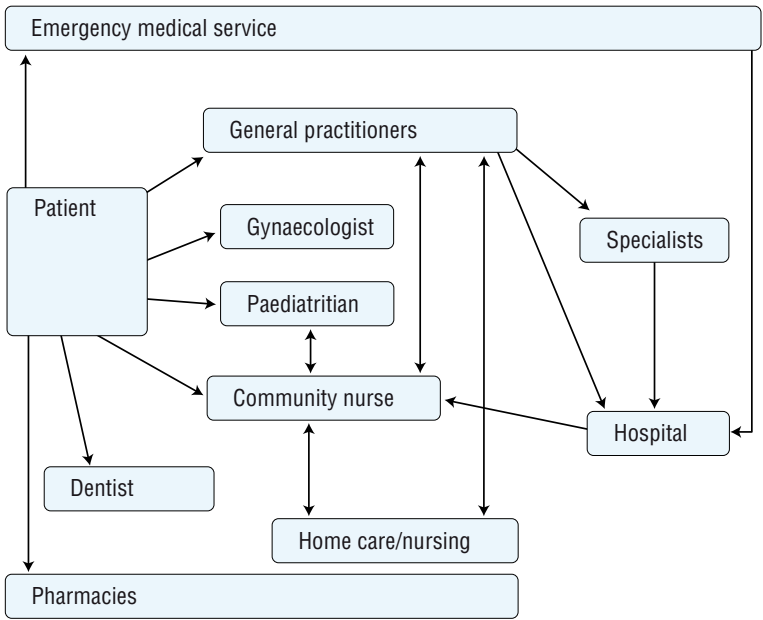 Emergency medical service
General practitioners
Patient
Gynaecologist
Specialists
Paediatritian
Community nurse
Hospital
Dentist
Home care/nursing
Pharmacies